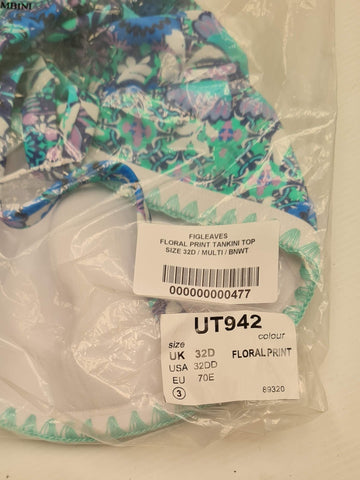 MBINI
FIGLEAVES
FLORAL PRINT TANKINI TOP
SIZE 32D / MULTI / BNWT
000000000477
UT942
size colour
UK 32D FLORAL PRINT
USA 32DD
EU 70E
3 89320